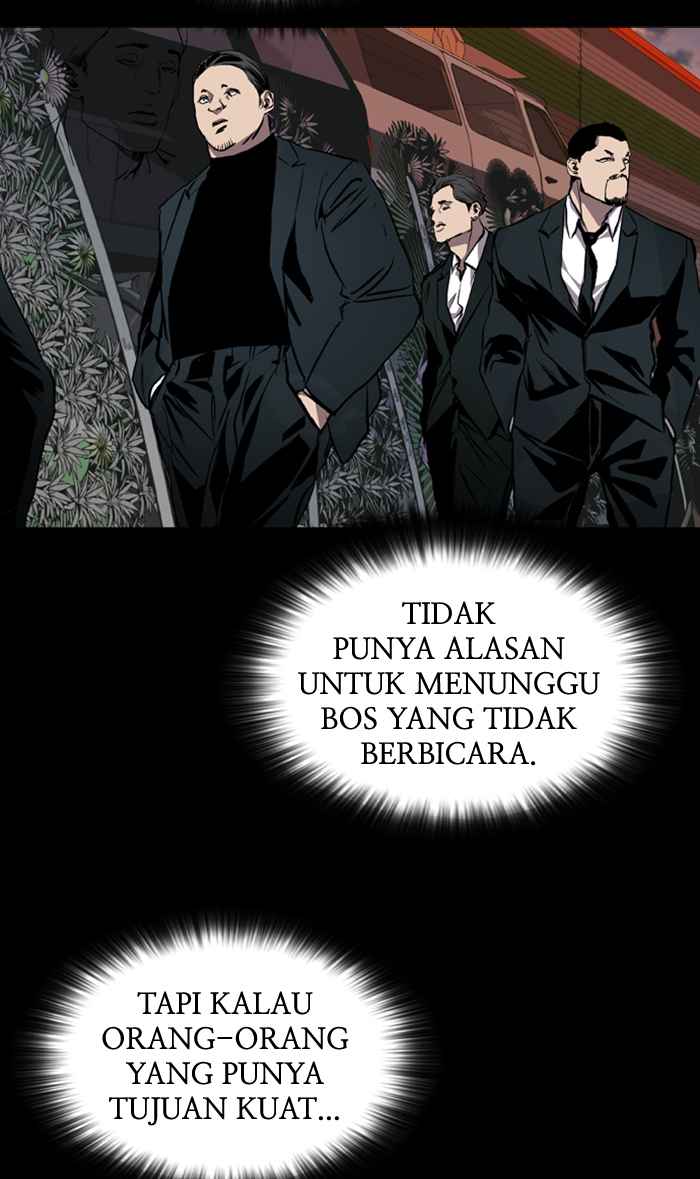 TIDAK
PUNYA ALASAN
UNTUK MENUNGGU
BOS YANG TIDAK
BERBICARA.
TAPI KALAU
ORANG-ORANG
YANG PUNYA
TUJUAN KUAT...